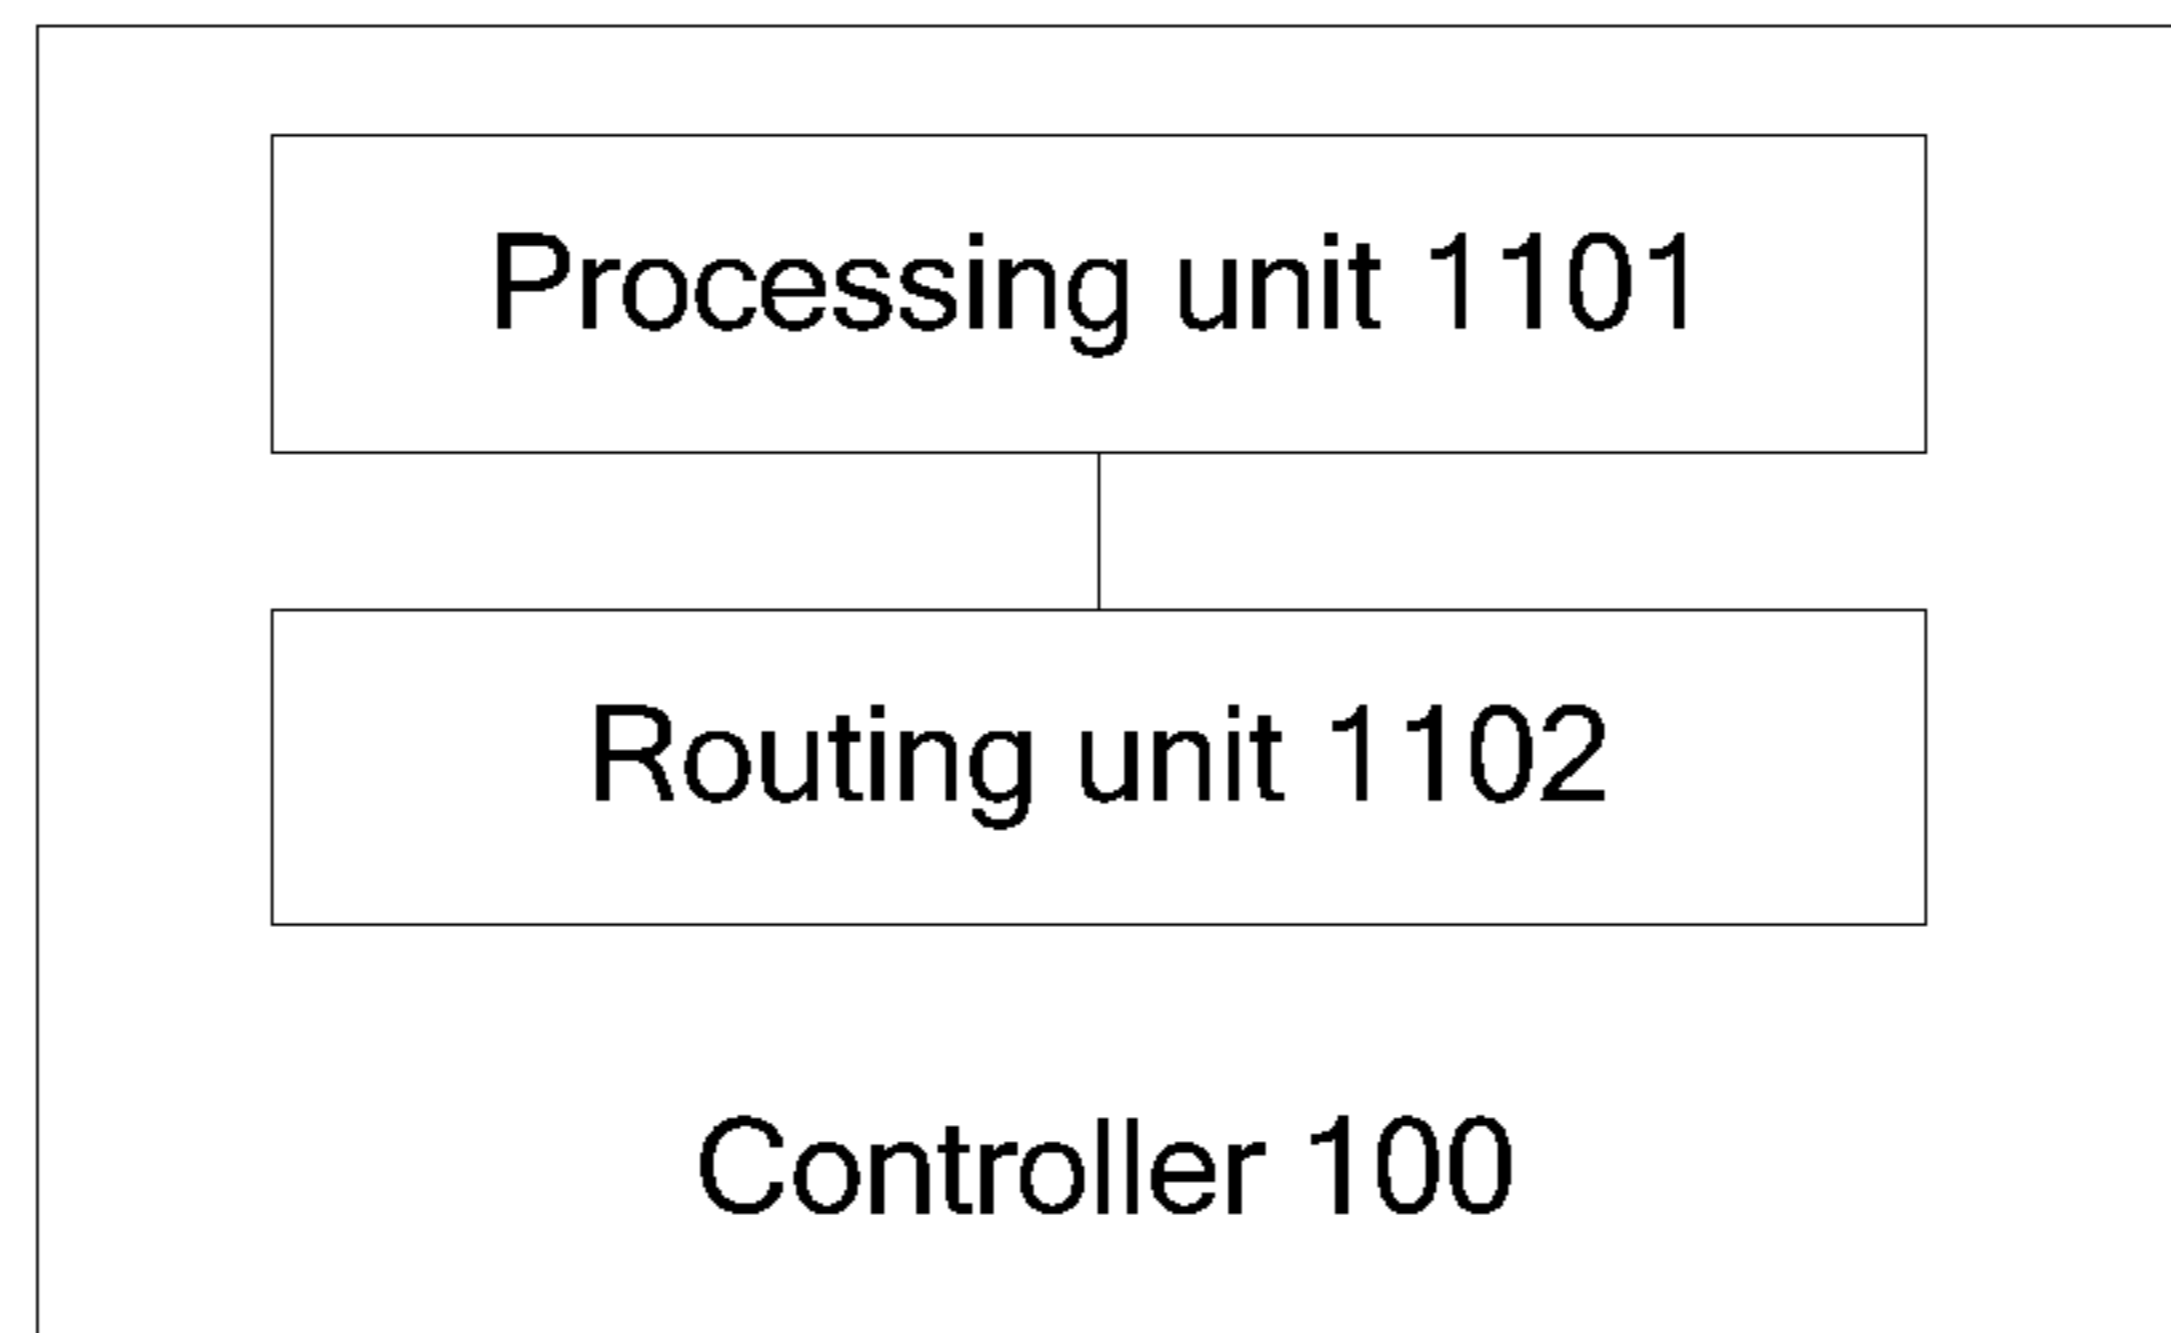 Processing unit 1101
Routing unit 1102
Controller 100